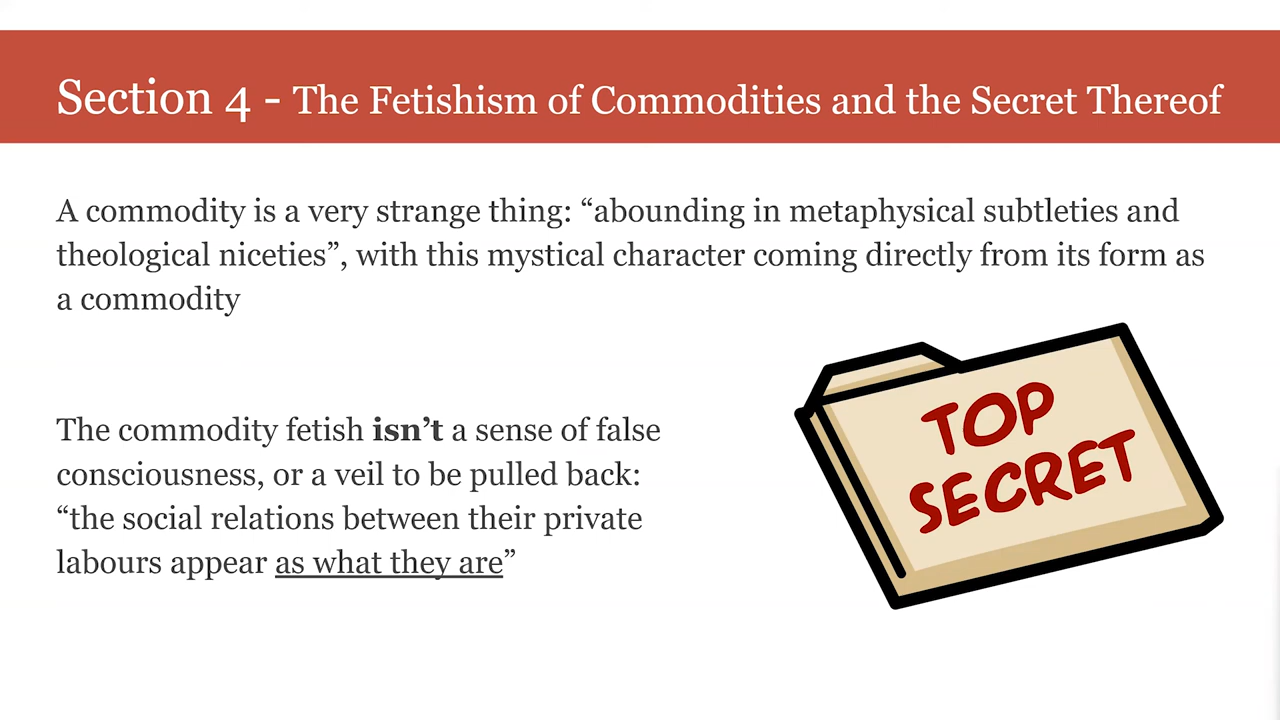 Section 4 - The Fetishism of Commodities and the Secret Thereof
A commodity is a very strange thing: “abounding in metaphysical subtleties and
theological niceties”, with this mystical character coming directly from its form as
a commodity
The commodity fetish isn’t a sense of false
consciousness, or a veil to be pulled back:
“the social relations between their private
labours appear as what they are”
TOP
SECRET